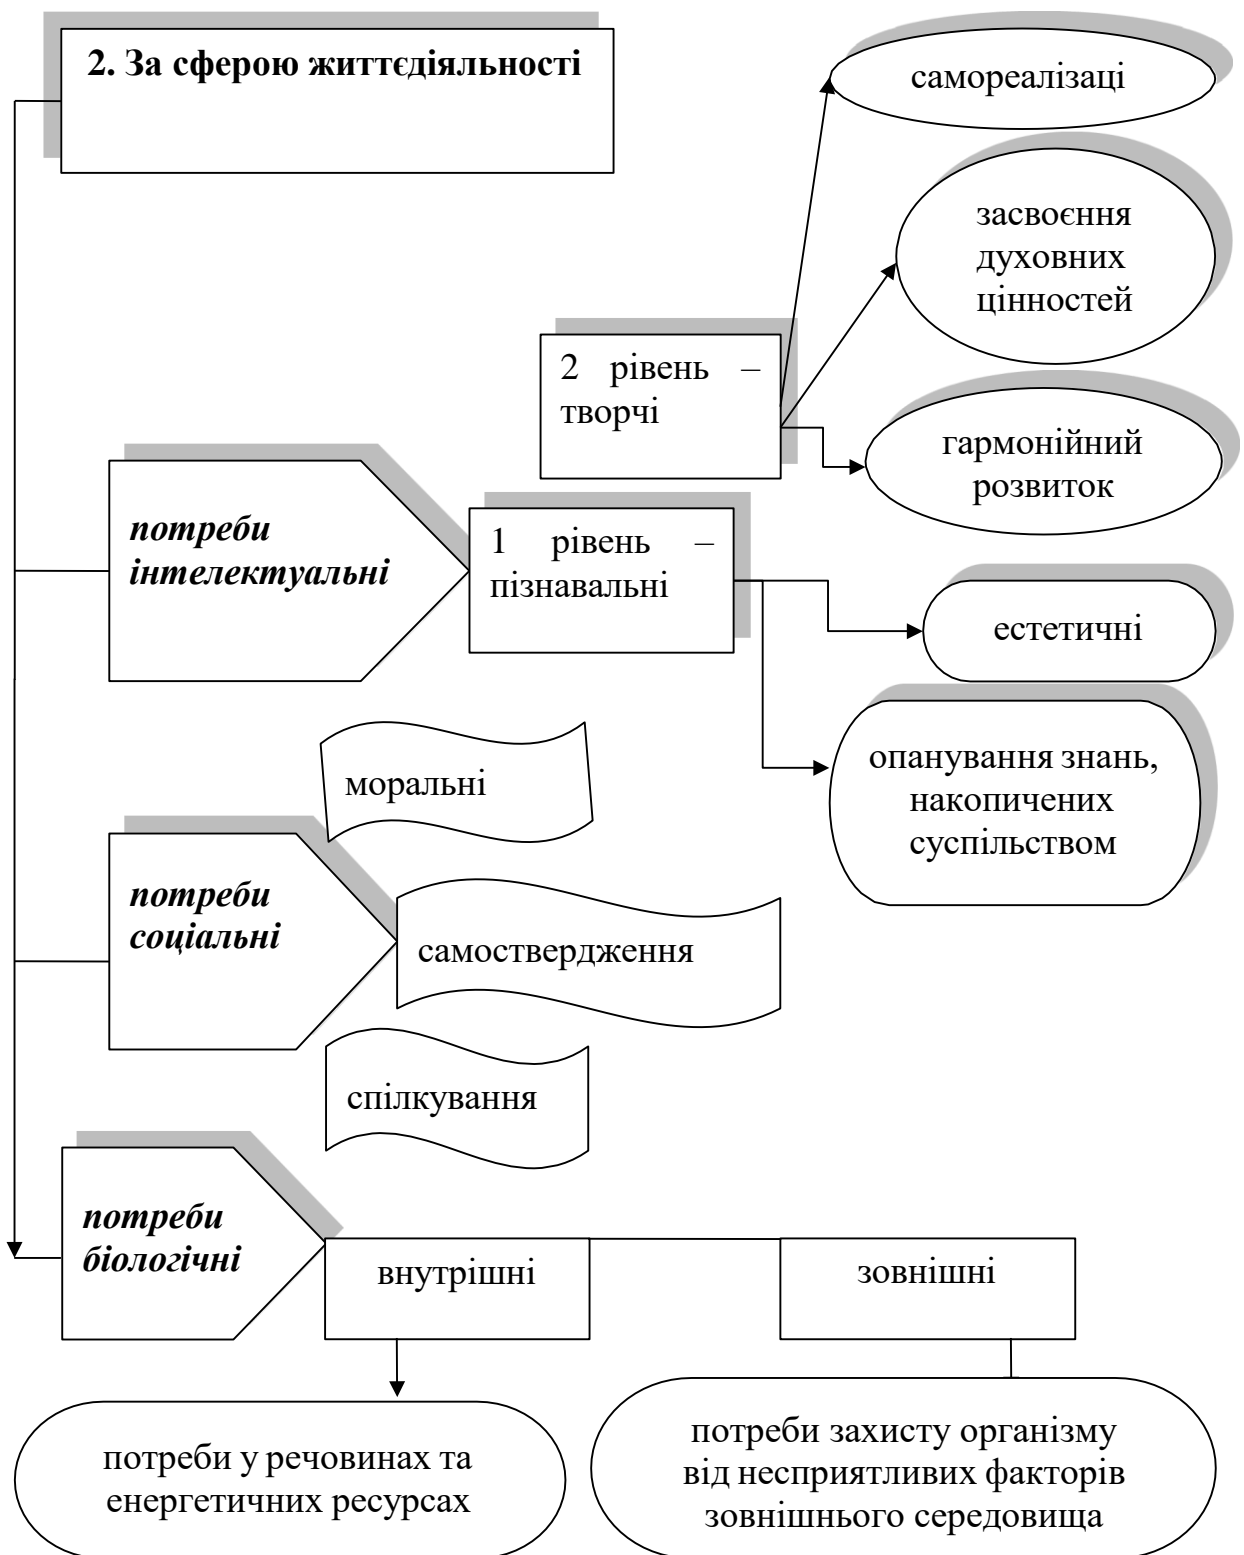 2. За сферою життєдіяльності
самореалізаці
засвоєння
духовних
цінностей
2 рівень –
творчі
гармонійний
розвиток
потреби
інтелектуальні
1 рівень –
пізнавальні
естетичні
опанування знань,
накопичених
суспільством
моральні
потреби
соціальні
самоствердження
спілкування
потреби
біологічні
внутрішні
зовнішні
потреби у речовинах та
енергетичних ресурсах
потреби захисту організму
від несприятливих факторів
зовнішнього середовища